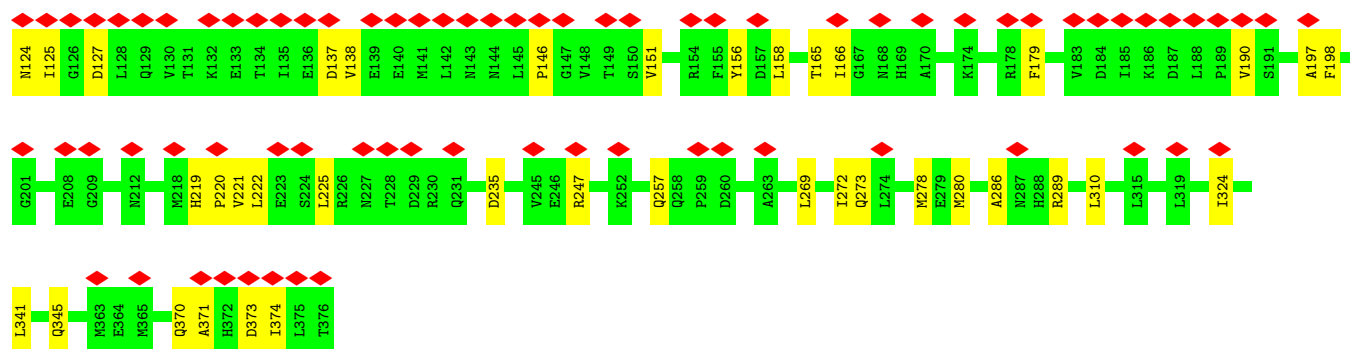 N124 I125 G126 D127 L128 Q129 V130 T131 K132 E133 T134 I135 E136 D137 V138 E139 E140 M141 L142 N143 N144 L145 P146 G147 V148 T149 S150 V151 R154 F155 Y156 D157 L158 T165 I166 G167 N168 H169 A170 K174 R178 F179 V183 D184 I185 K186 D187 L188 P189 V190 S191 A197 F198
G201 E208 G209 N212 M218 H219 P220 V221 L222 E223 S224 L225 R226 N227 T228 D229 R230 Q231 D235 V245 E246 R247 K252 Q257 Q258 P259 D260 A263 L269 I272 Q273 L274 M278 E279 M280 A286 N287 H288 R289 L310 L315 L319 I324
L341 Q345 M363 E364 M365 Q370 A371 H372 D373 I374 L375 T376